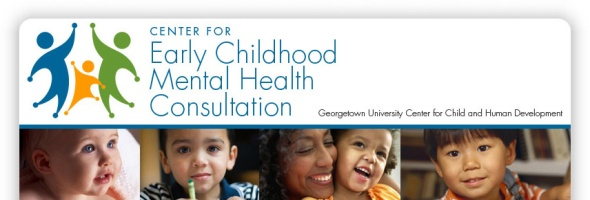 CENTER FOR
Early Childhood
Mental Health
Consultation
Georgetown University Center for Child and Human Development